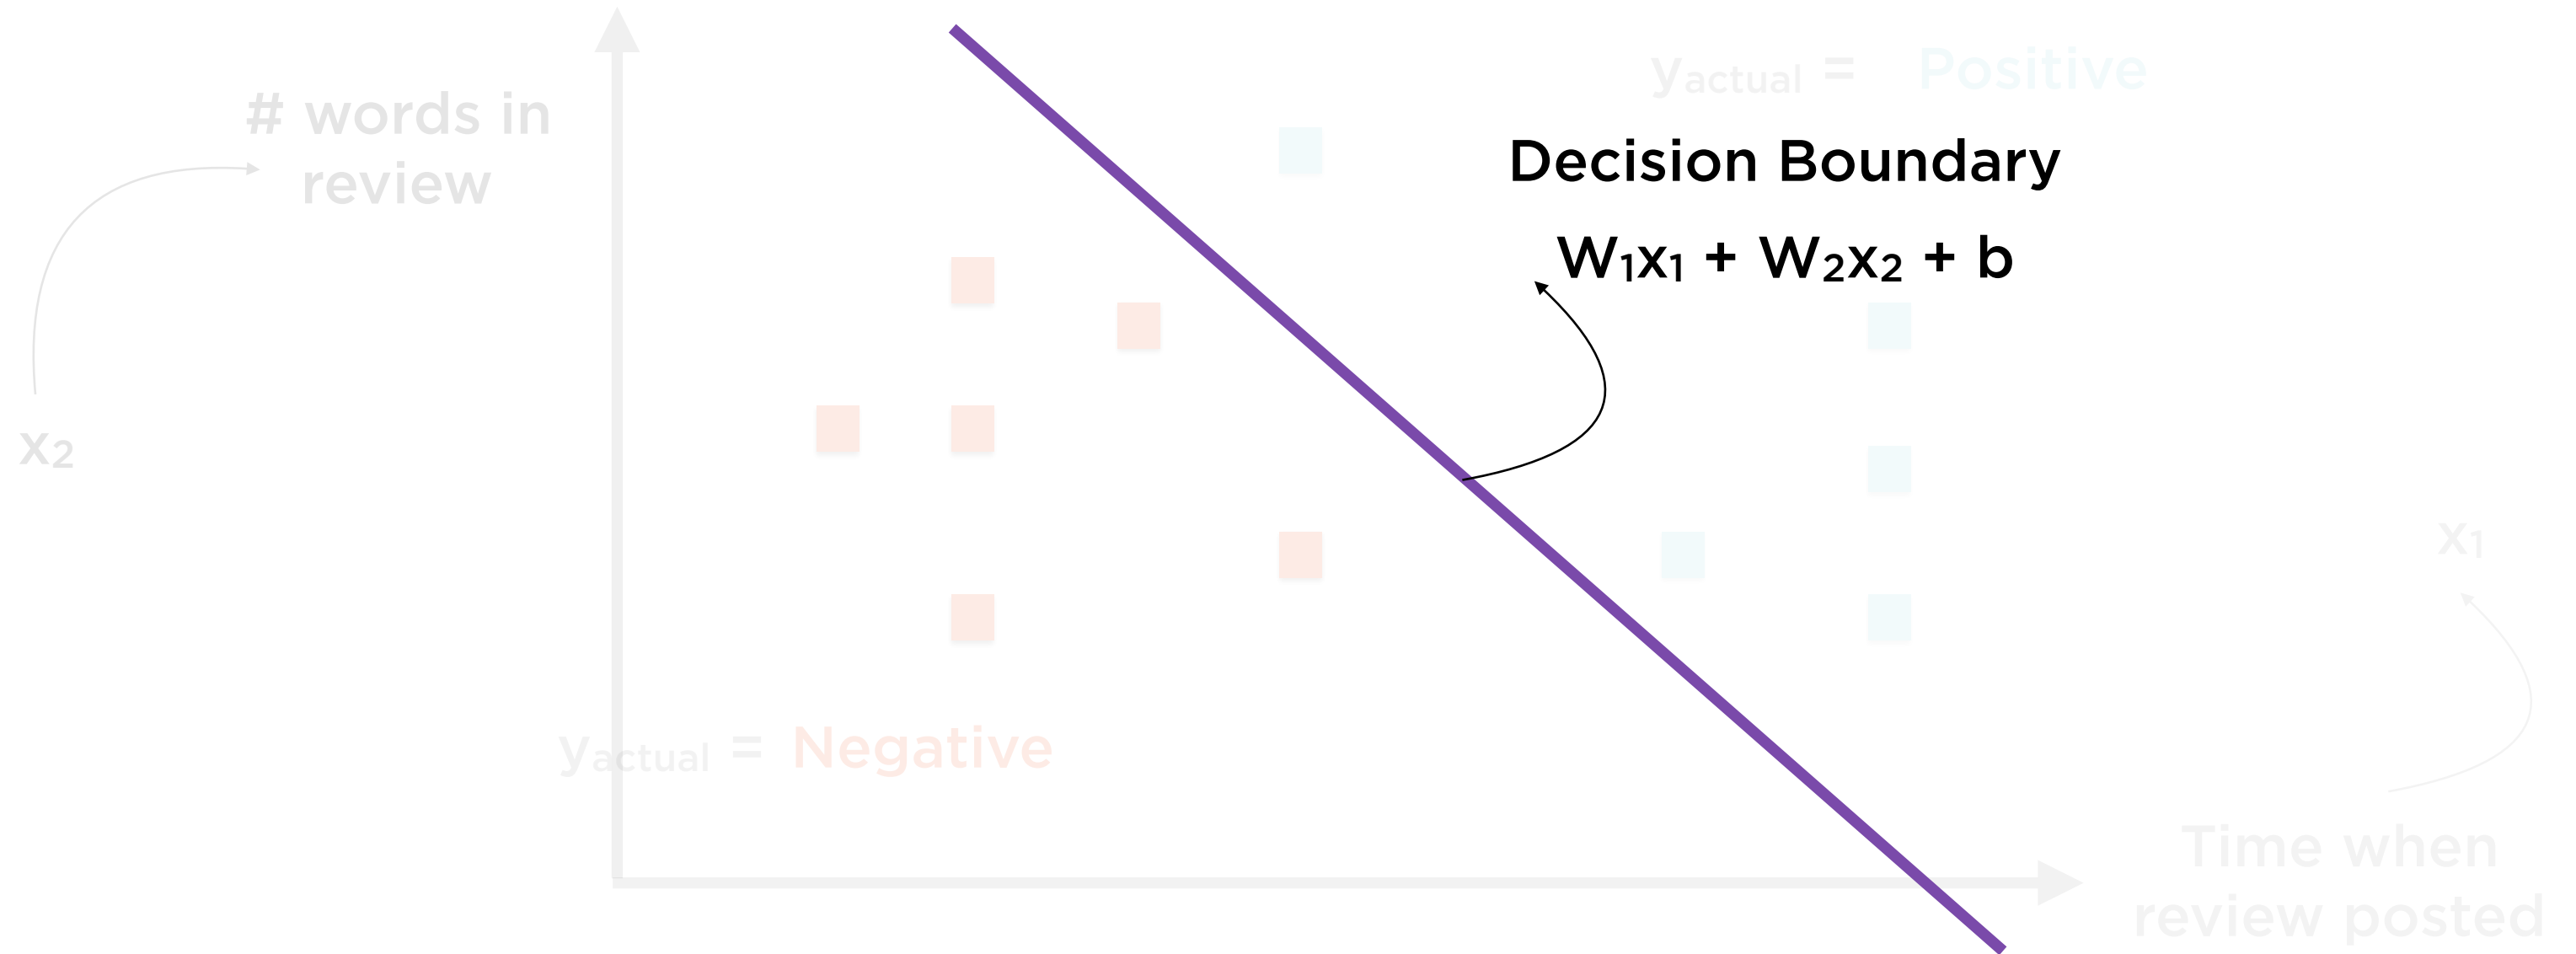 yactual = Positive
# words in
review
Decision Boundary
W₁x₁ + W₂x₂ + b
x₂
x₁
yactual = Negative
Time when
review posted